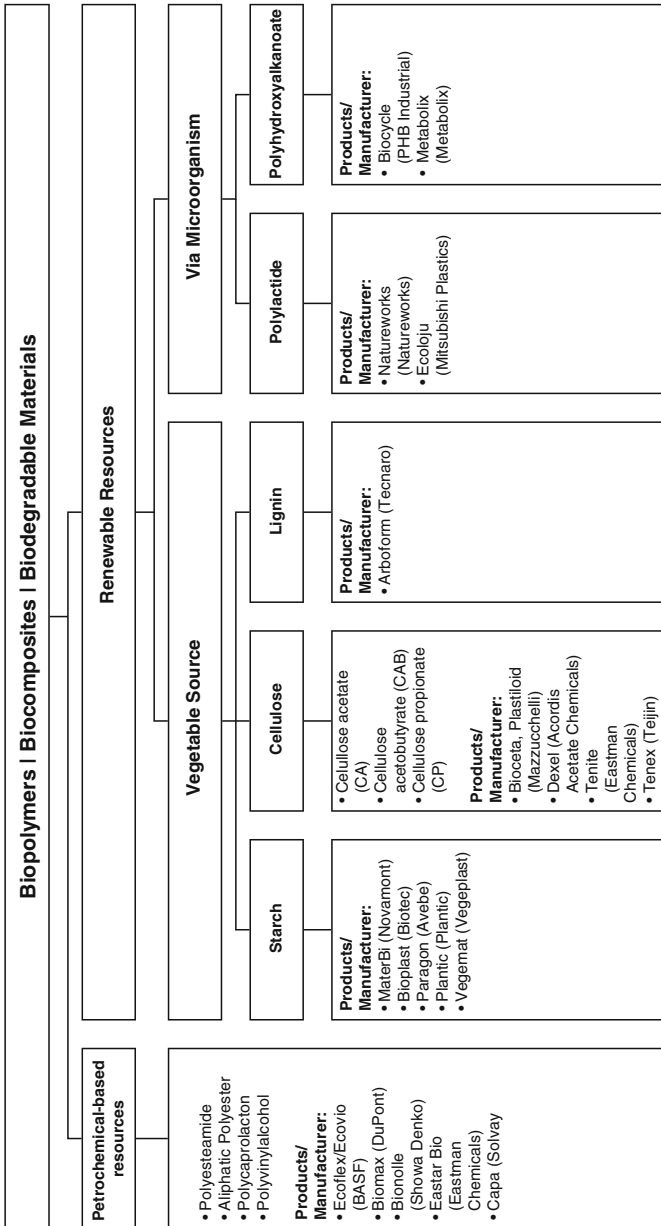 Biopolymers I Biocomposites I Biodegradable Materials
Petrochemical-based
resources
• Polyesteamide
• Aliphatic Polyester
• Polycaprolacton
• Polyvinylalcohol
Products/
Manufacturer:
• Ecoflex/Ecovio
(BASF)
• Biomax (DuPont)
• Bionolle
(Showa Denko)
• Eastar Bio
(Eastman
Chemicals)
• Capa (Solvay
Renewable Resources
Vegetable Source
Starch
Products/
Manufacturer:
• MaterBi (Novamont)
• Bioplast (Biotec)
• Paragon (Avebe)
• Plantic (Plantic)
• Vegemat (Vegeplast)
Cellulose
• Cellullose acetate
(CA)
• Cellulose
acetobutyrate (CAB)
• Cellulose propionate
(CP)
Products/
Manufacturer:
• Bioceta, Plastiloid
(Mazzucchelli)
• Dexel (Acordis
Acetate Chemicals)
• Tenite
(Eastman
Chemicals)
• Tenex (Teijin)
Lignin
Products/
Manufacturer:
• Arboform (Tecnaro)
Via Microorganism
Polylactide
Products/
Manufacturer:
• Natureworks
(Natureworks)
• Ecoloju
(Mitsubishi Plastics)
Polyhydroxyalkanoate
Products/
Manufacturer:
• Biocycle
(PHB Industrial)
• Metabolix
(Metabolix)